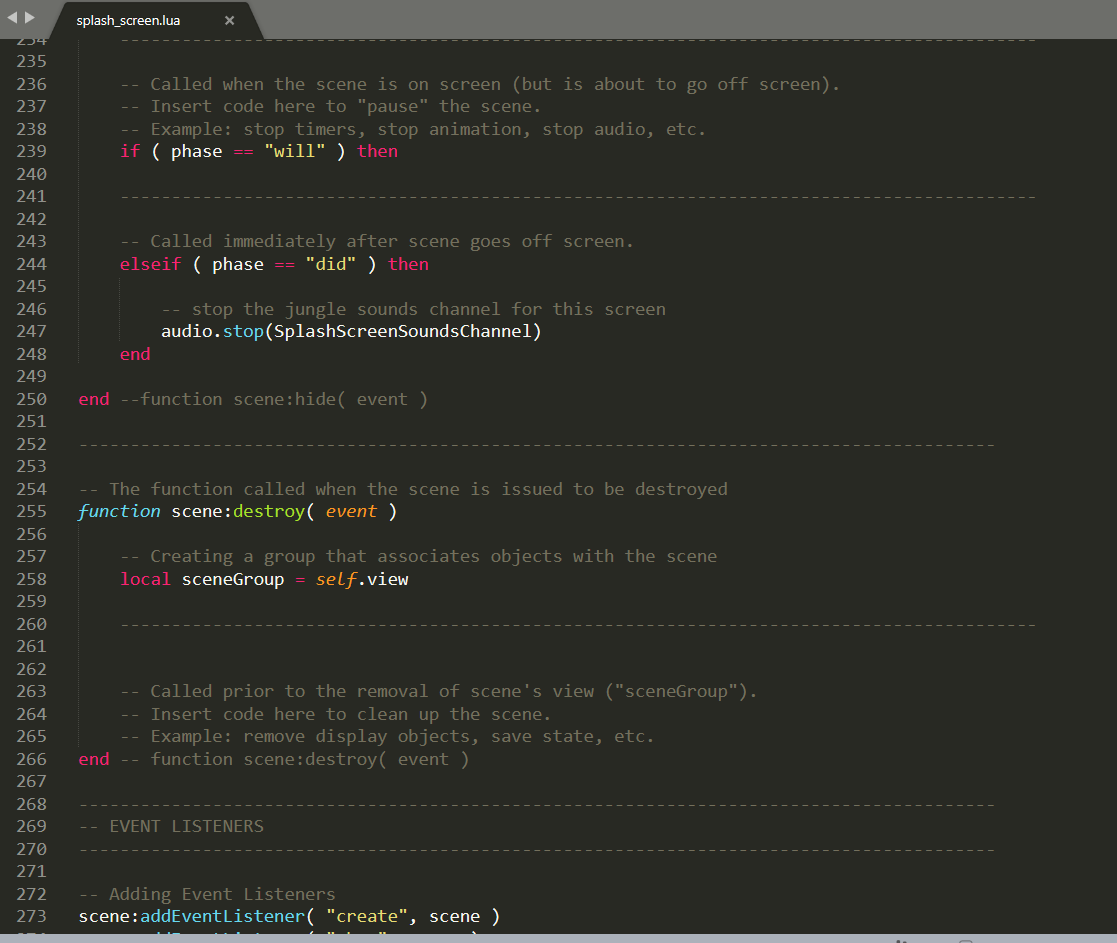 splash_screen.lua ×
234 -----------------------------------------------------------------------------------------
235
236 -- Called when the scene is on screen (but is about to go off screen).
237 -- Insert code here to "pause" the scene.
238 -- Example: stop timers, stop animation, stop audio, etc.
239 if ( phase == "will" ) then
240
241 -----------------------------------------------------------------------------------------
242
243 -- Called immediately after scene goes off screen.
244 elseif ( phase == "did" ) then
245
246 -- stop the jungle sounds channel for this screen
247 audio.stop(SplashScreenSoundsChannel)
248 end
249
250 end --function scene:hide( event )
251
252 -----------------------------------------------------------------------------------------
253
254 -- The function called when the scene is issued to be destroyed
255 function scene:destroy( event )
256
257 -- Creating a group that associates objects with the scene
258 local sceneGroup = self.view
259
260 -----------------------------------------------------------------------------------------
261
262
263 -- Called prior to the removal of scene's view ("sceneGroup").
264 -- Insert code here to clean up the scene.
265 -- Example: remove display objects, save state, etc.
266 end -- function scene:destroy( event )
267
268 -----------------------------------------------------------------------------------------
269 -- EVENT LISTENERS
270 -----------------------------------------------------------------------------------------
271
272 -- Adding Event Listeners
273 scene:addEventListener( "create", scene )